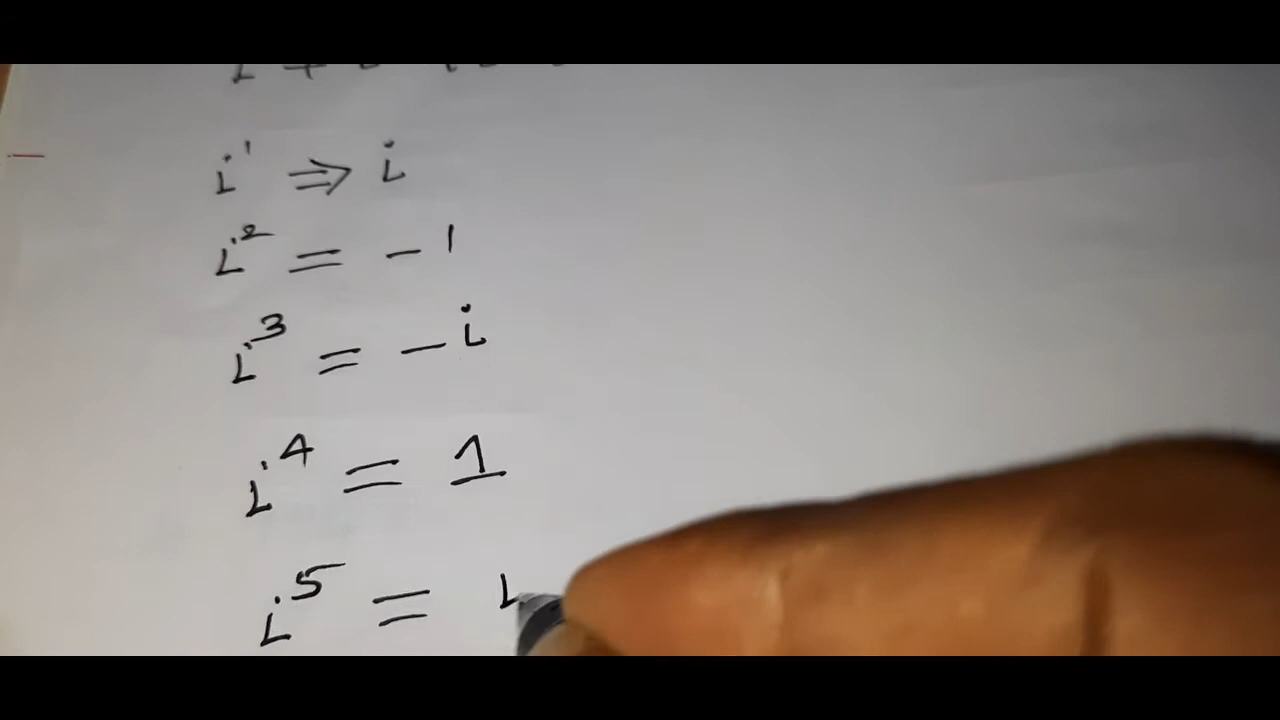 i¹ ⇒ i
i² = -1
i³ = -i
i⁴ = 1
i⁵ = i